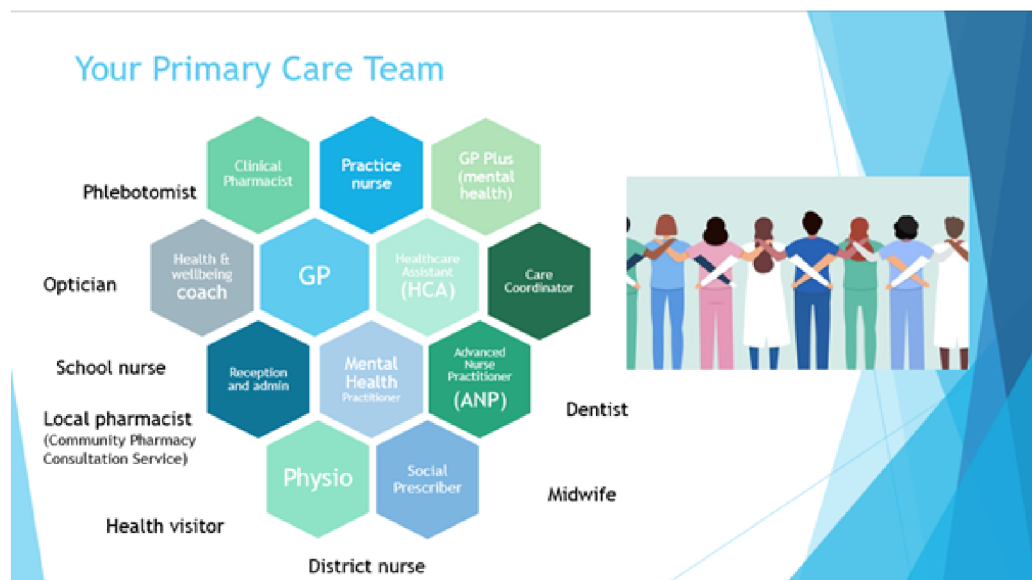 Your Primary Care Team
Clinical
Pharmacist
Practice
nurse
GP Plus
(mental
health)
Phlebotomist
Health &
wellbeing
coach
GP
Healthcare
Assistant
(HCA)
Care
Coordinator
Optician
School nurse
Reception
and admin
Mental
Health
Practitioner
Advanced
Nurse
Practitioner
(ANP)
Dentist
Local pharmacist
(Community Pharmacy
Consultation Service)
Physio
Social
Prescriber
Midwife
Health visitor
District nurse